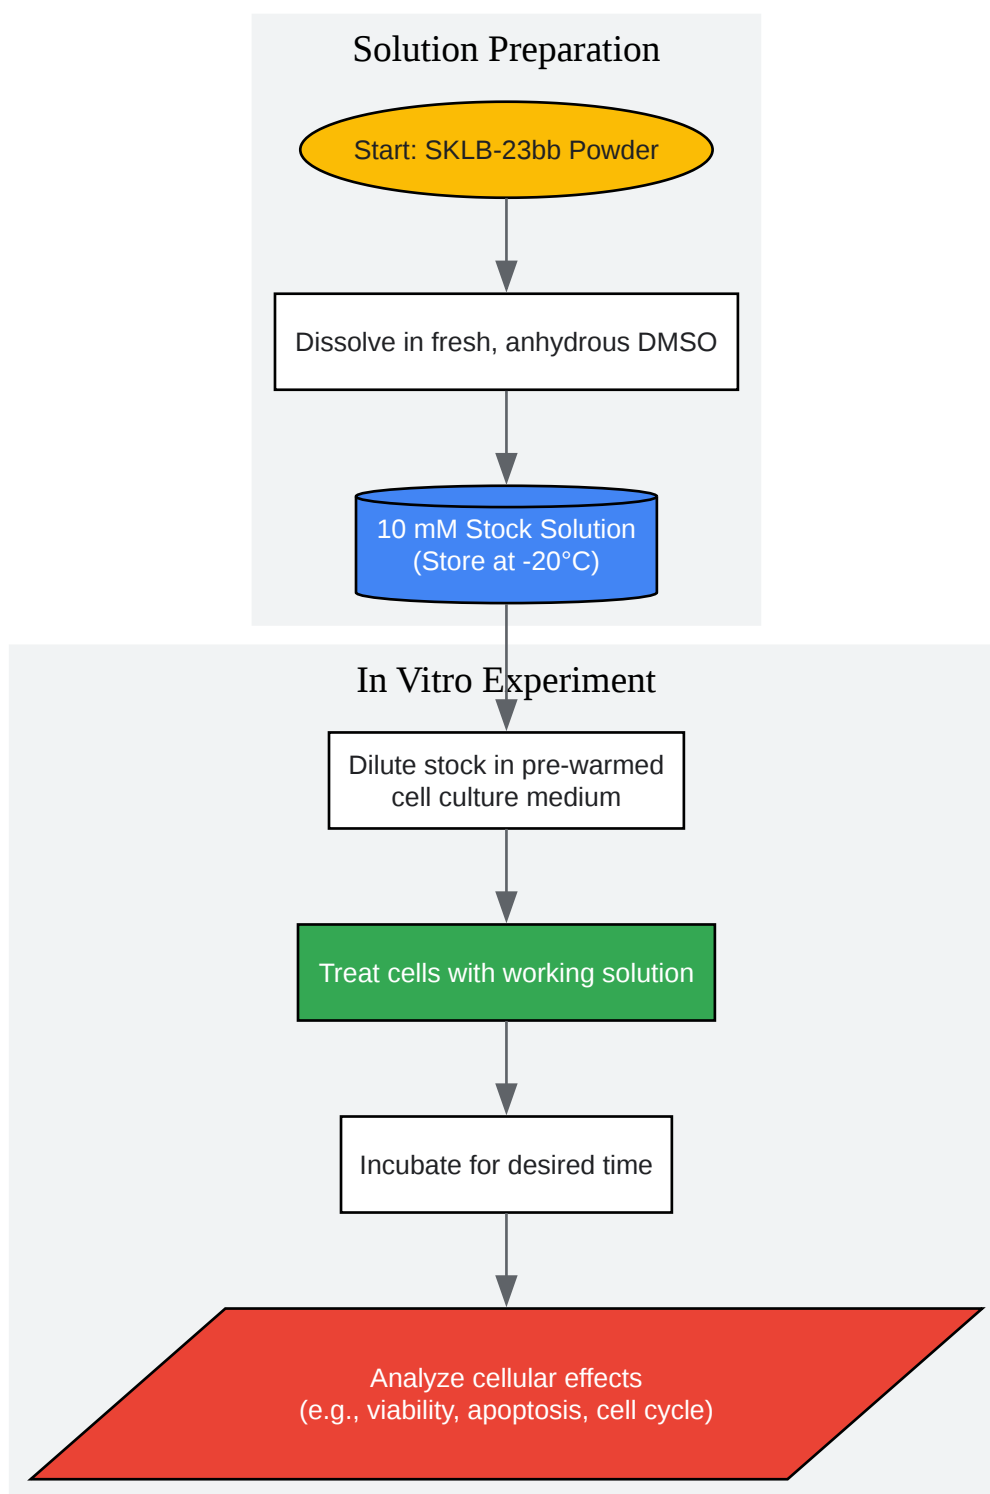 Solution Preparation
Start: SKLB-23bb Powder
Dissolve in fresh, anhydrous DMSO
10 mM Stock Solution
(Store at -20°C)
In Vitro Experiment
Dilute stock in pre-warmed
cell culture medium
Treat cells with working solution
Incubate for desired time
Analyze cellular effects
(e.g., viability, apoptosis, cell cycle)